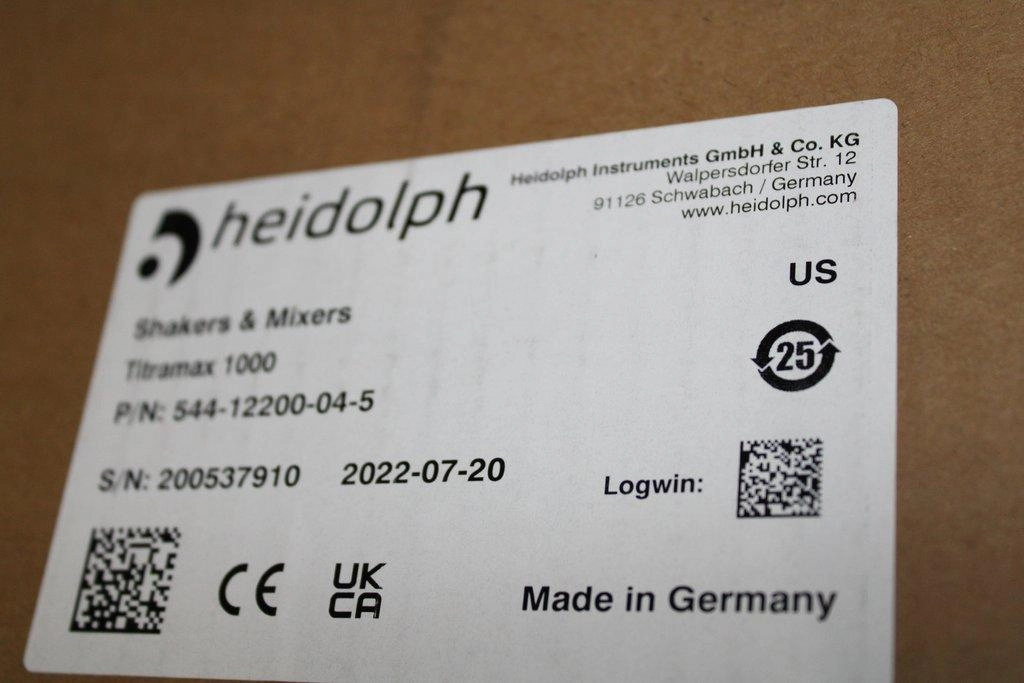 heidolph
Heidolph Instruments GmbH & Co. KG
Walpersdorfer Str. 12
91126 Schwabach / Germany
www.heidolph.com
US
Shakers & Mixers
Titramax 1000
25
P/N: 544-12200-04-5
S/N: 200537910 2022-07-20
Logwin:
CE
UK
CA
Made in Germany